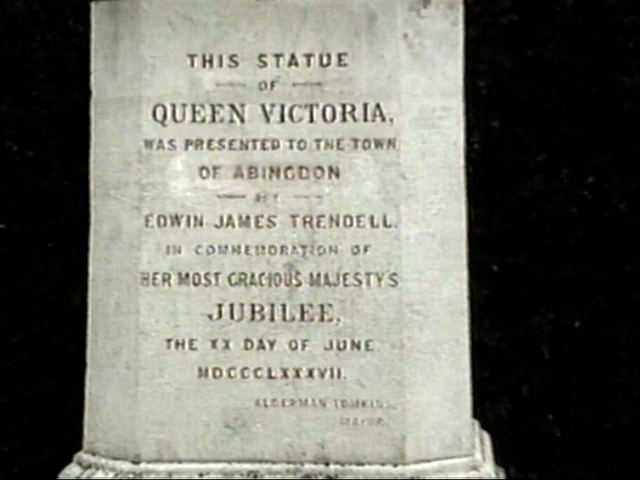 THIS STATUE
OF
QUEEN VICTORIA,
WAS PRESENTED TO THE TOWN
OF ABINGDON
BY
EDWIN JAMES TRENDELL.
IN COMMEMORATION OF
HER MOST GRACIOUS MAJESTY'S
JUBILEE,
THE XX DAY OF JUNE.
MDCCCLXXXVII.
ALDERMAN TOMKINS,
MAYOR.